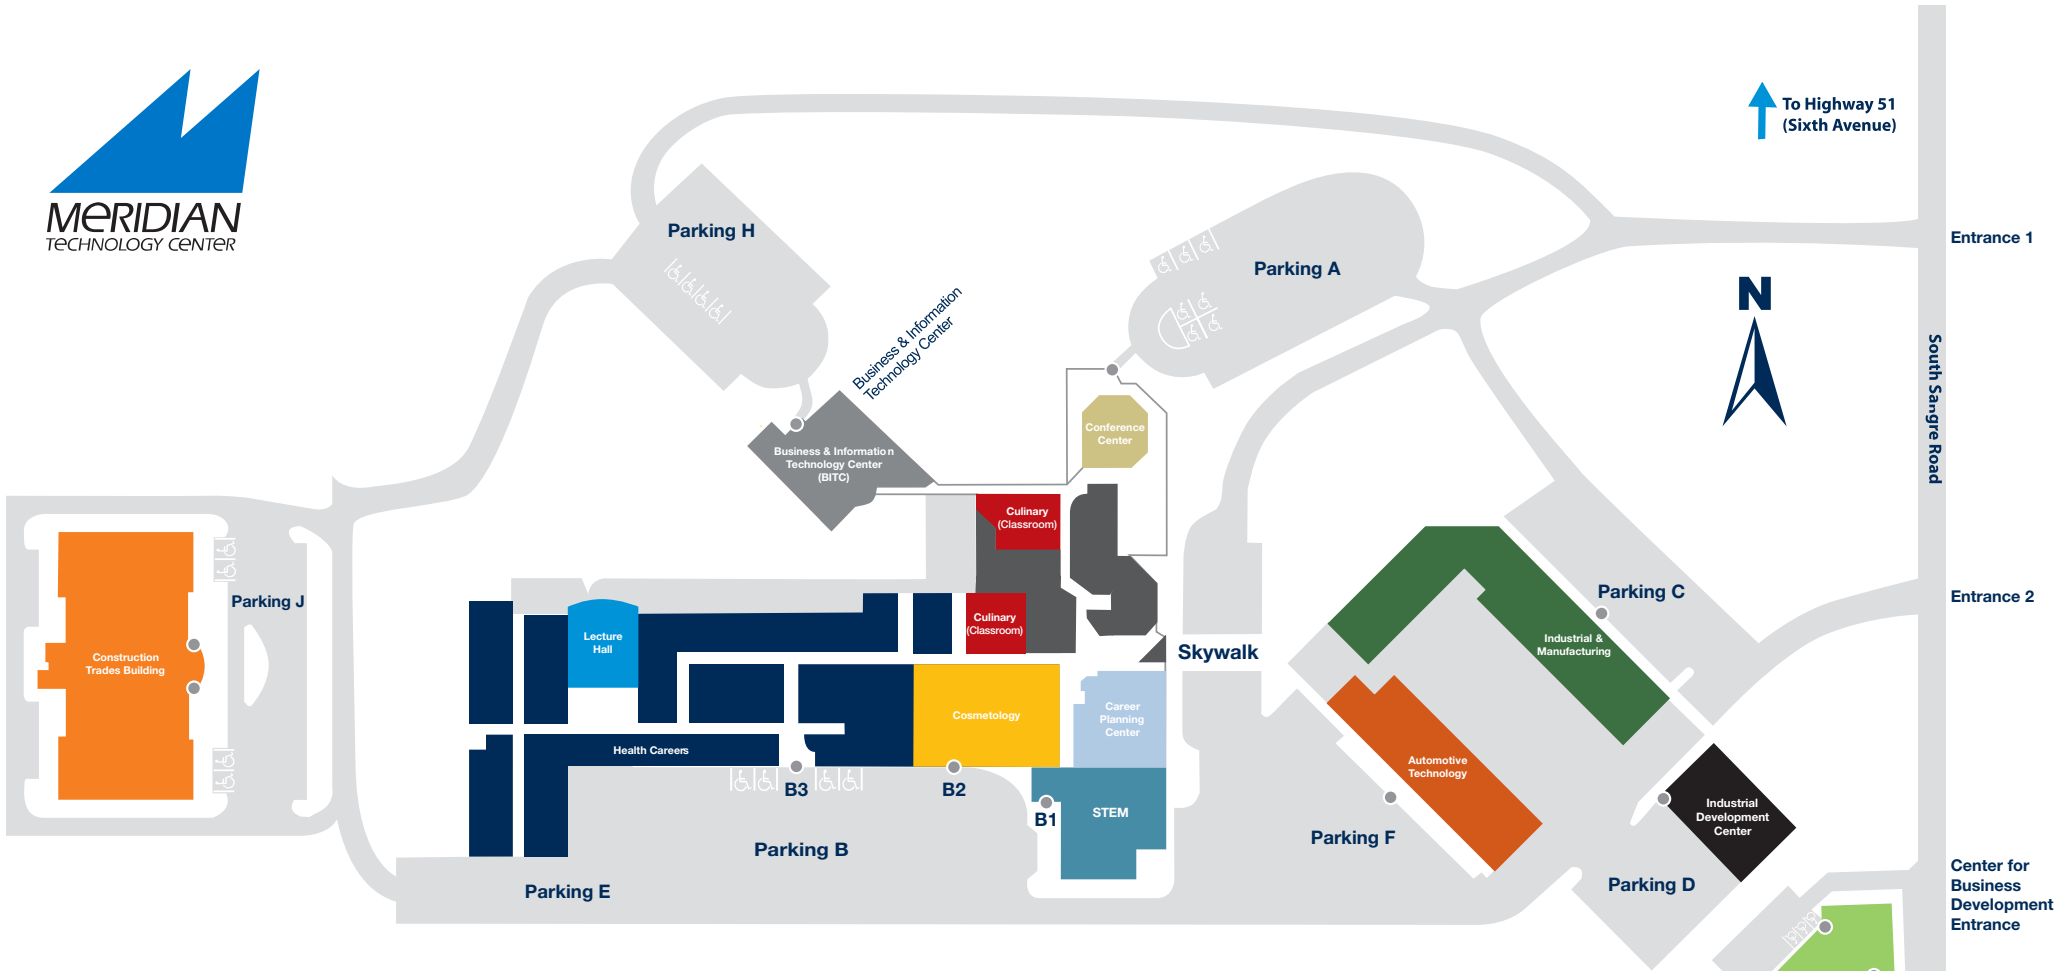 MERIDIAN
TECHNOLOGY CENTER
To Highway 51
(Sixth Avenue)
Entrance 1
N
South Sangre Road
Parking H
Parking A
Business & Information
Technology Center
Business & Information
Technology Center
(BITC)
Conference
Center
Culinary
(Classroom)
Culinary
(Classroom)
Parking J
Construction
Trades Building
Lecture
Hall
Skywalk
Parking C
Entrance 2
Industrial &
Manufacturing
Health Careers
Cosmetology
Career
Planning
Center
Automotive
Technology
B3
B2
B1
STEM
Industrial
Development
Center
Parking B
Parking F
Parking E
Parking D
Center for
Business
Development
Entrance